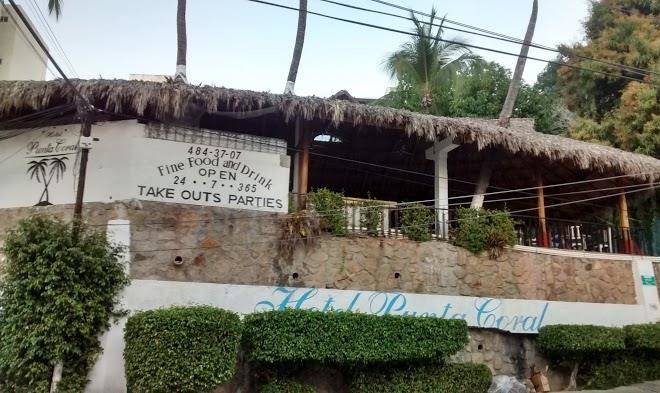 Punta Coral
484-37-07
Fine Food and Drink
OPEN
24 ·· 7 ·· 365
TAKE OUTS PARTIES
Hotel Punta Coral